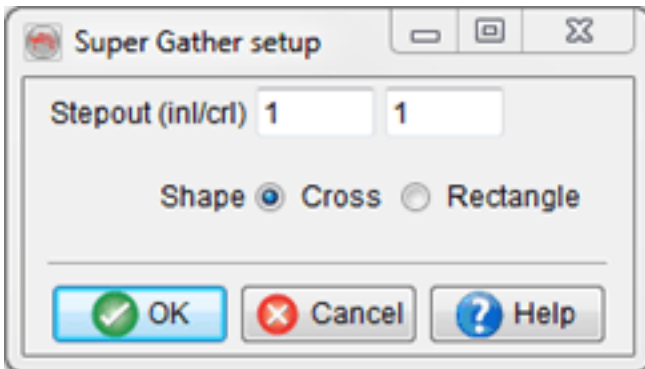 Super Gather setup
Stepout (inl/crl) 1 1
Shape Cross Rectangle
OK Cancel Help